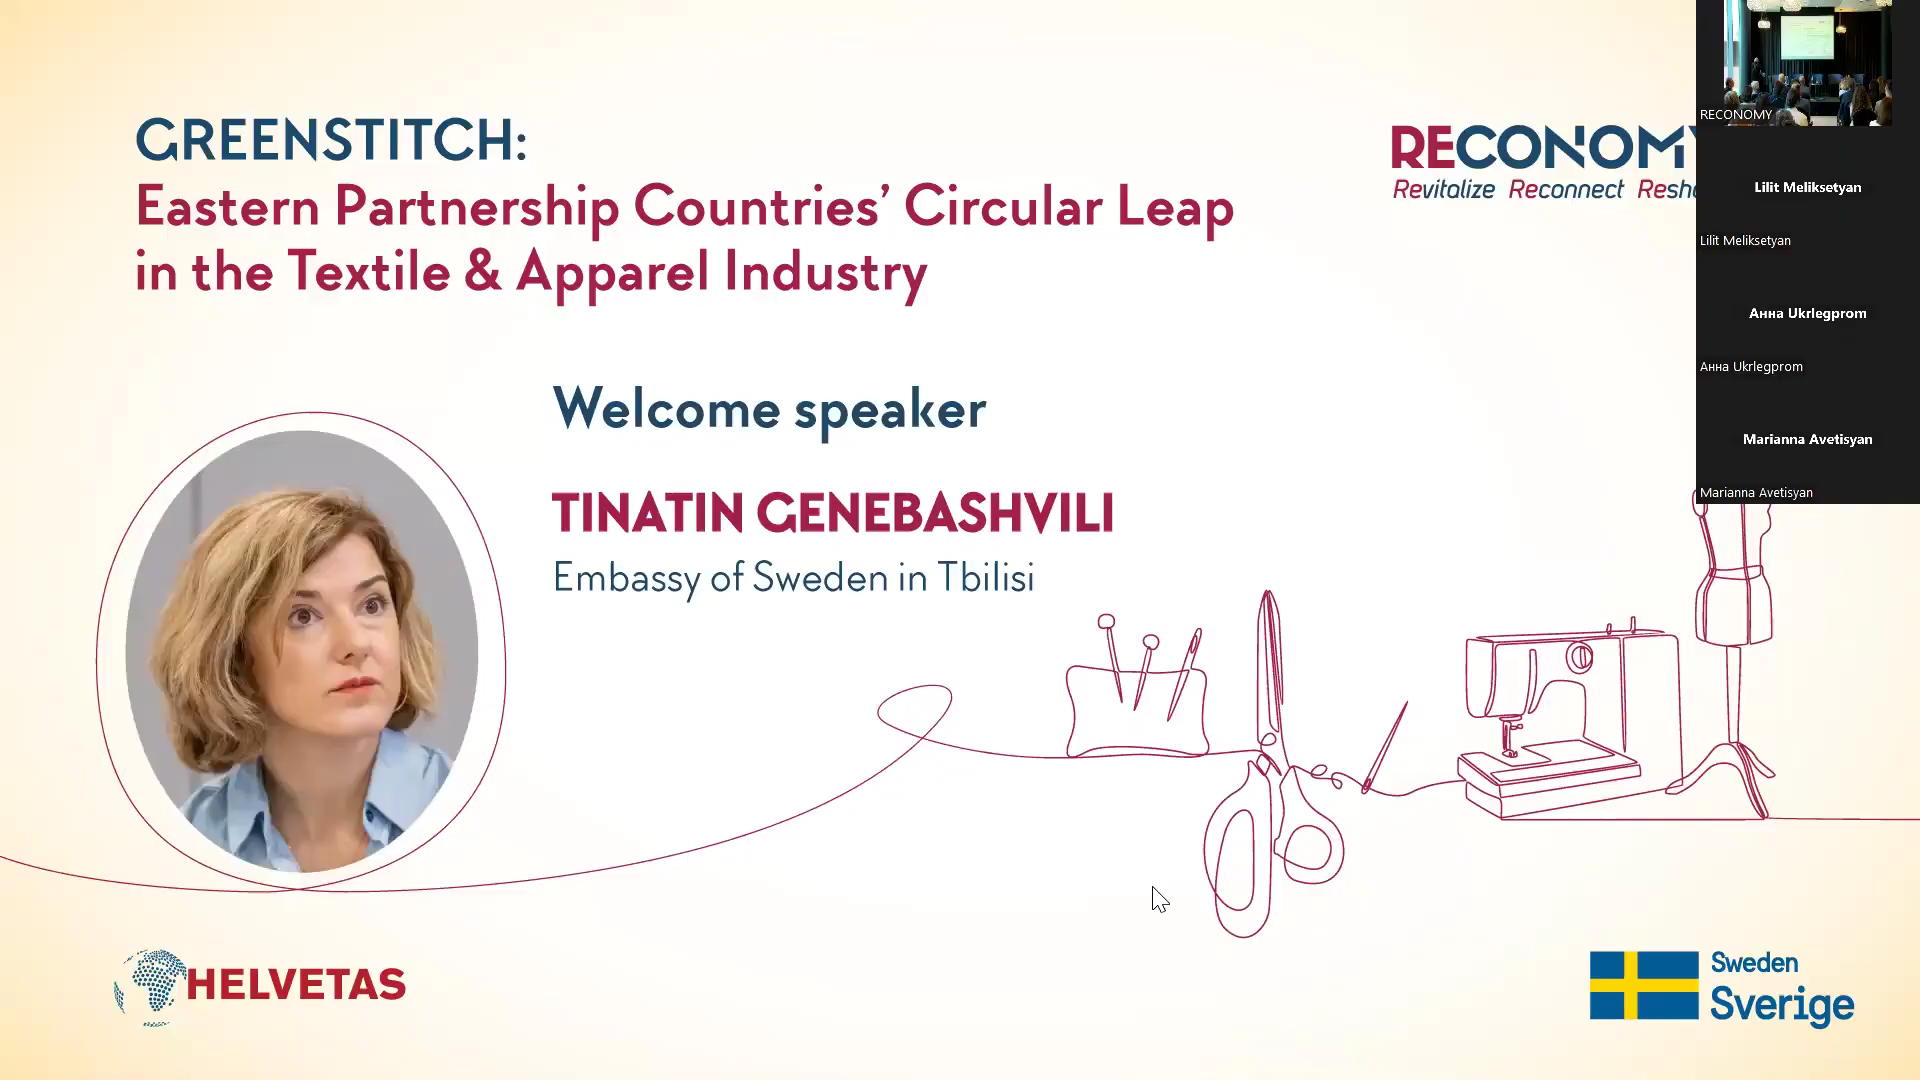 GREENSTITCH:
Eastern Partnership Countries’ Circular Leap
in the Textile & Apparel Industry
RECONOMY
Revitalize Reconnect Resh
Welcome speaker
TINATIN GENEBASHVILI
Embassy of Sweden in Tbilisi
HELVETAS
Sweden
Sverige
RECONOMY
Lilit Meliksetyan
Lilit Meliksetyan
Анна Ukrlegprom
Анна Ukrlegprom
Marianna Avetisyan
Marianna Avetisyan